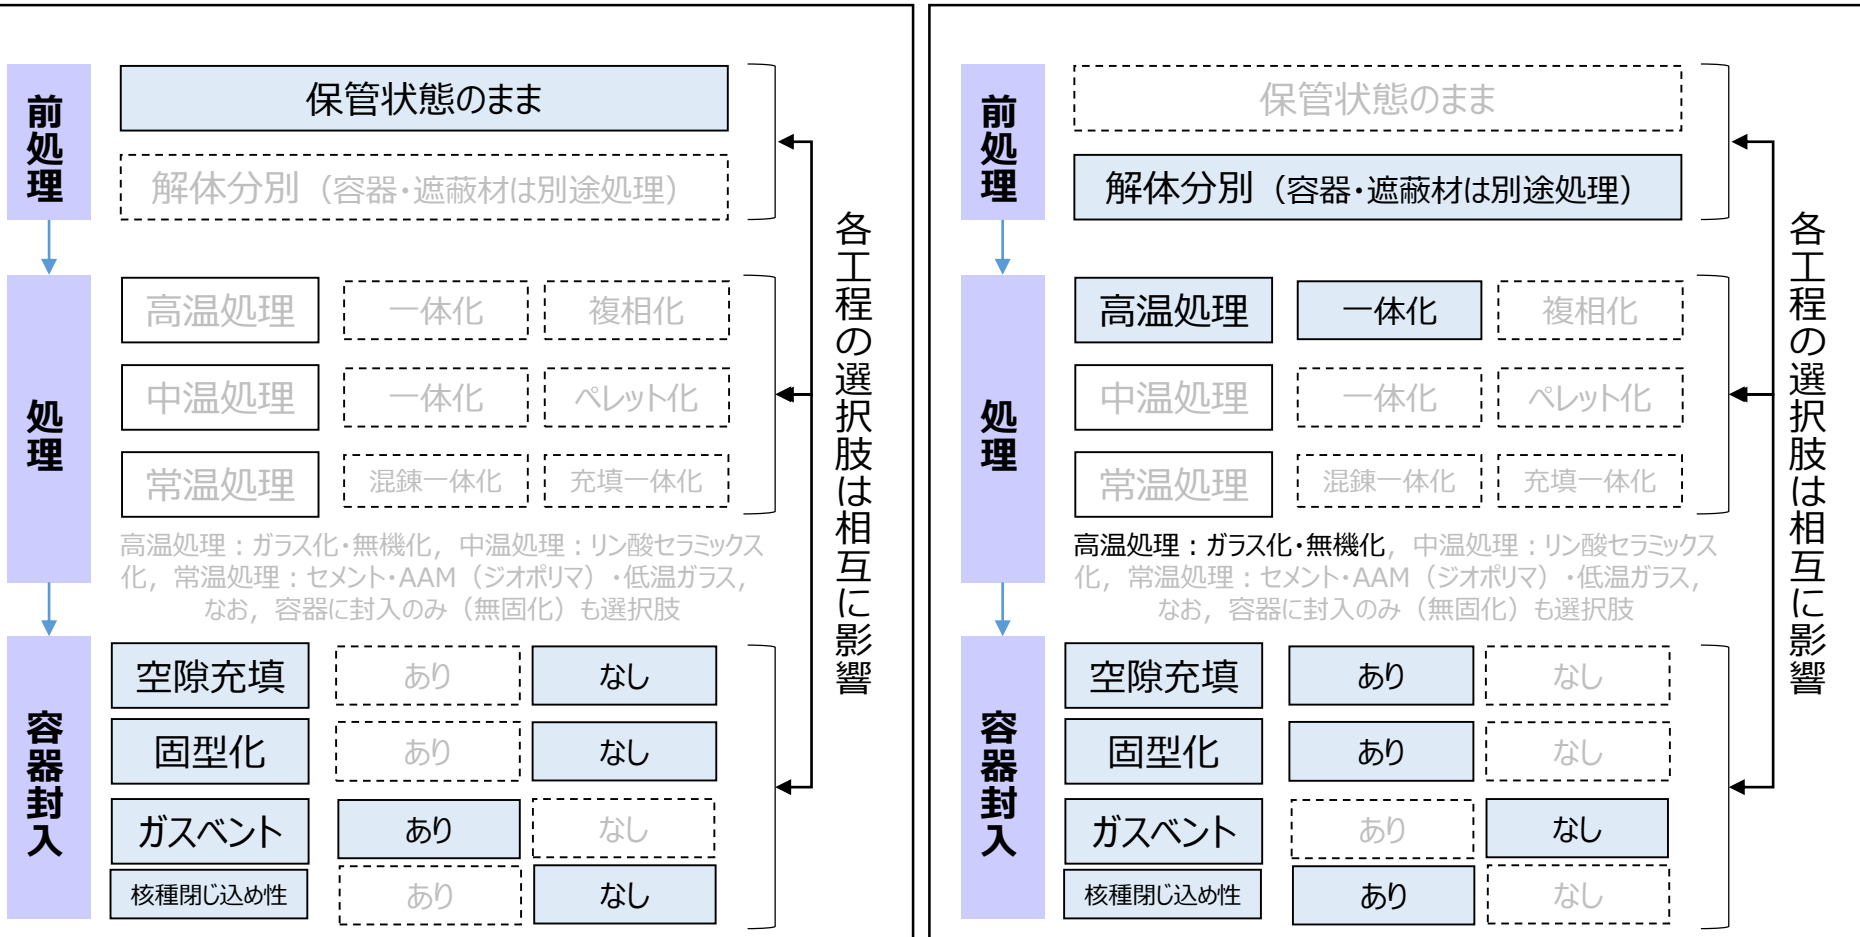 前処理
保管状態のまま
解体分別（容器・遮蔽材は別途処理）
処理
高温処理 一体化 複相化
中温処理 一体化 ペレット化
常温処理 混錬一体化 充填一体化
高温処理：ガラス化・無機化，中温処理：リン酸セラミックス
化，常温処理：セメント・AAM（ジオポリマ）・低温ガラス，
なお，容器に封入のみ（無固化）も選択肢
容器封入
空隙充填 あり なし
固型化 あり なし
ガスベント あり なし
核種閉じ込め性 あり なし
各工程の選択肢は相互に影響
前処理
保管状態のまま
解体分別（容器・遮蔽材は別途処理）
処理
高温処理 一体化 複相化
中温処理 一体化 ペレット化
常温処理 混錬一体化 充填一体化
高温処理：ガラス化・無機化，中温処理：リン酸セラミックス
化，常温処理：セメント・AAM（ジオポリマ）・低温ガラス，
なお，容器に封入のみ（無固化）も選択肢
容器封入
空隙充填 あり なし
固型化 あり なし
ガスベント あり なし
核種閉じ込め性 あり なし
各工程の選択肢は相互に影響